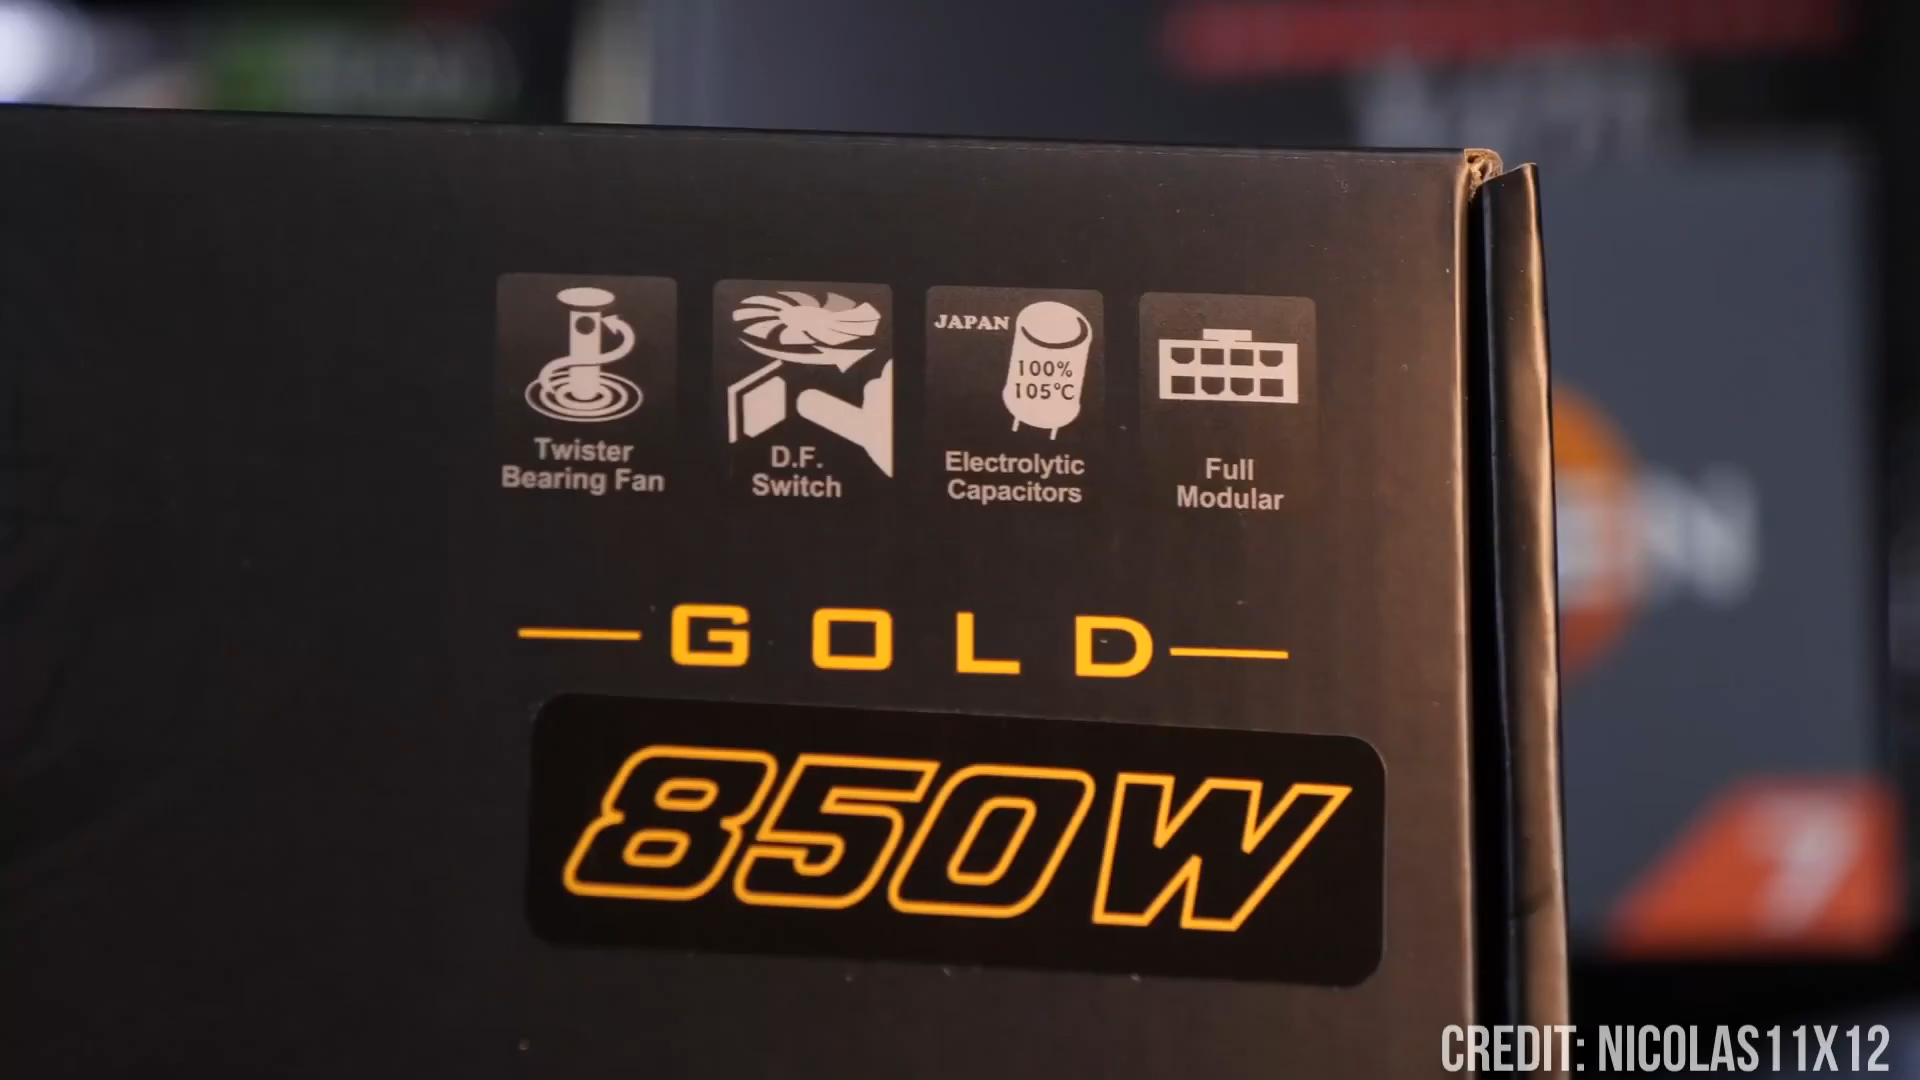 JAPAN
100%
105°C
Twister
Bearing Fan
D.F.
Switch
Electrolytic
Capacitors
Full
Modular
GOLD
850W
CREDIT: NICOLAS11X12